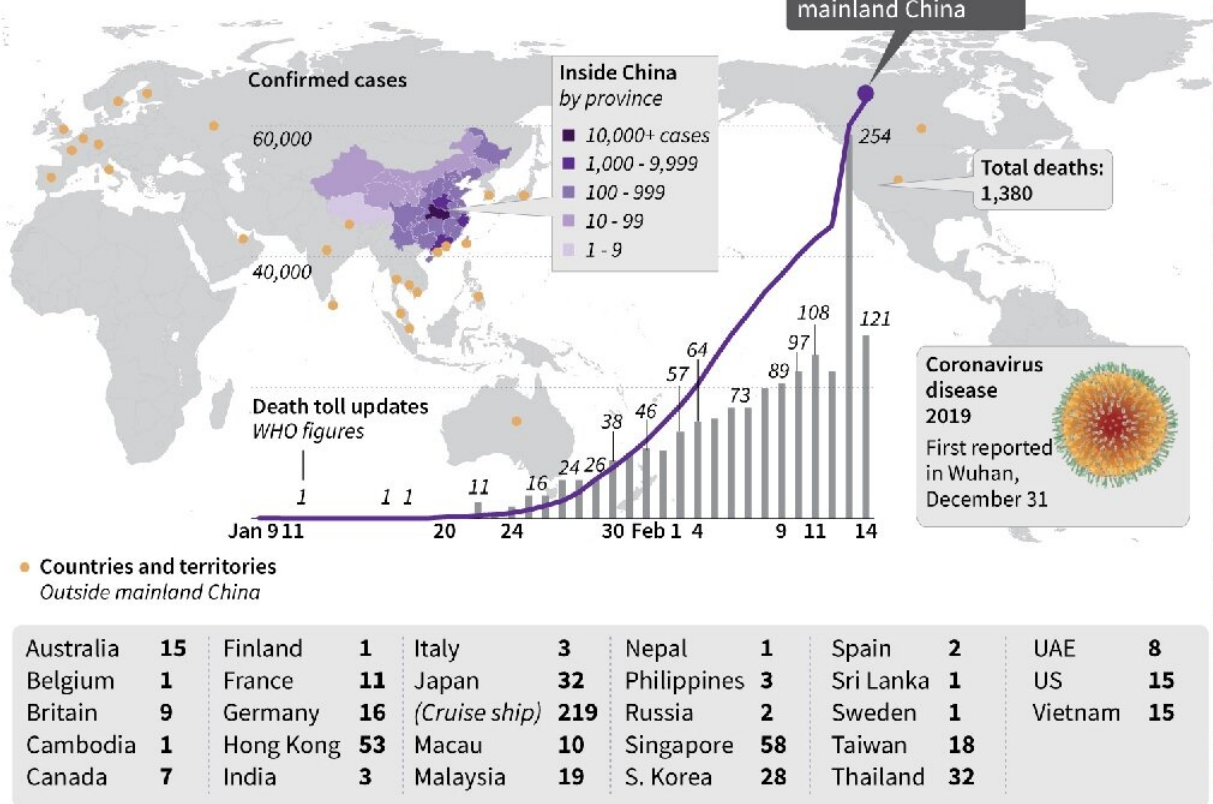 mainland China
Confirmed cases
Inside China
by province
10,000+ cases
1,000 - 9,999
100 - 999
10 - 99
1 - 9
60,000
40,000
254
Total deaths:
1,380
Death toll updates
WHO figures
1
1
1
11
16
24
26
38
46
57
64
73
89
97
108
121
Coronavirus
disease
2019
First reported
in Wuhan,
December 31
Jan 9 11 20 24 30 Feb 1 4 9 11 14
Countries and territories
Outside mainland China
Australia 15
Belgium 1
Britain 9
Cambodia 1
Canada 7
Finland 1
France 11
Germany 16
Hong Kong 53
India 3
Italy 3
Japan 32
(Cruise ship) 219
Macau 10
Malaysia 19
Nepal 1
Philippines 3
Russia 2
Singapore 58
S. Korea 28
Spain 2
Sri Lanka 1
Sweden 1
Taiwan 18
Thailand 32
UAE 8
US 15
Vietnam 15